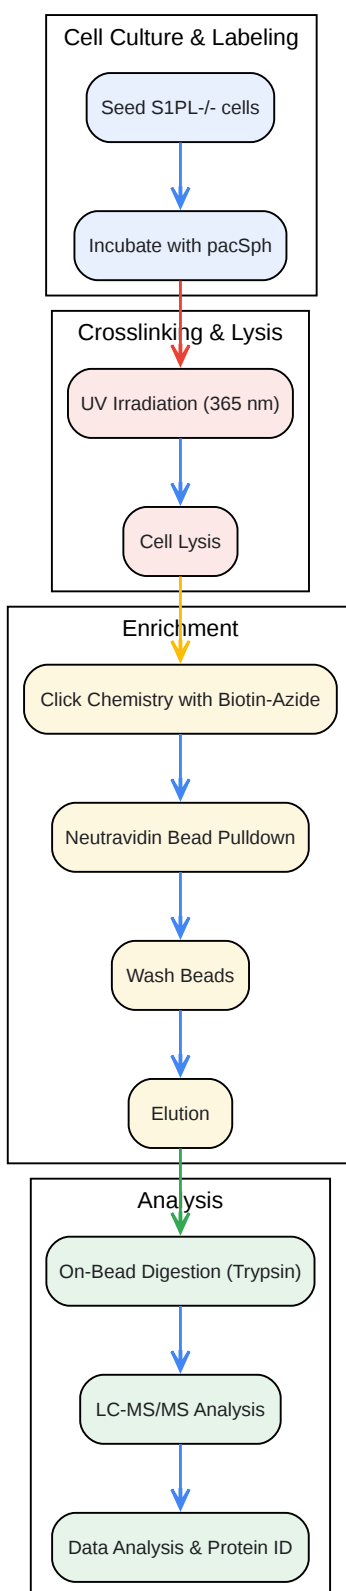 Cell Culture & Labeling
Seed S1PL-/- cells
Incubate with pacSph
Crosslinking & Lysis
UV Irradiation (365 nm)
Cell Lysis
Enrichment
Click Chemistry with Biotin-Azide
Neutravidin Bead Pulldown
Wash Beads
Elution
Analysis
On-Bead Digestion (Trypsin)
LC-MS/MS Analysis
Data Analysis & Protein ID